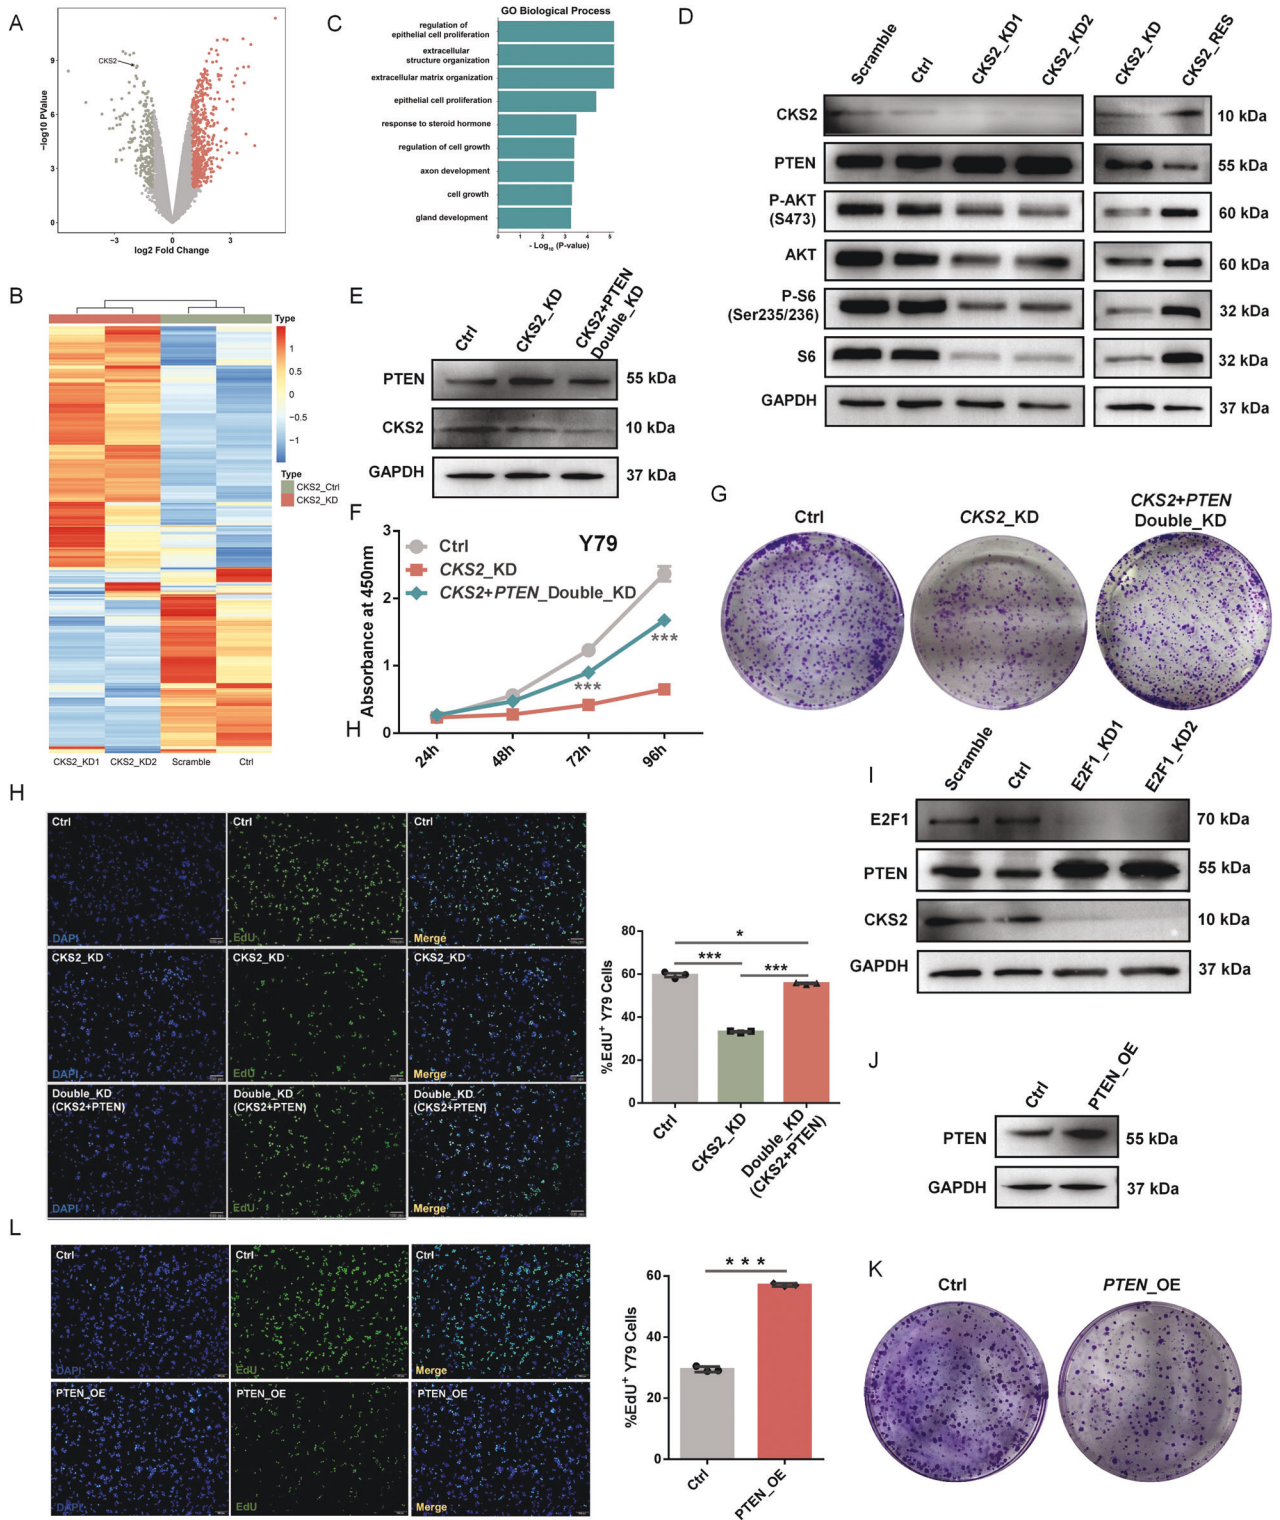 A
9
6
3
0
−log10 PValue
CKS2
−3
0
3
log2 Fold Change
C
GO Biological Process
regulation of
epithelial cell proliferation
extracellular
structure organization
extracellular matrix organization
epithelial cell proliferation
response to steroid hormone
regulation of cell growth
axon development
cell growth
gland development
0 1 2 3 4 5
- Log₁₀ (P-value)
D
Scramble
Ctrl
CKS2_KD1
CKS2_KD2
CKS2_KD
CKS2_RES
CKS2
10 kDa
PTEN
55 kDa
P-AKT
(S473)
60 kDa
AKT
60 kDa
P-S6
(Ser235/236)
32 kDa
S6
32 kDa
GAPDH
37 kDa
B
Type
1
0.5
0
−0.5
−1
Type
CKS2_Ctrl
CKS2_KD
CKS2_KD1
CKS2_KD2
Scramble
Ctrl
E
Ctrl
CKS2_KD
CKS2+PTEN
Double_KD
PTEN
55 kDa
CKS2
10 kDa
GAPDH
37 kDa
F
Y79
Ctrl
CKS2_KD
CKS2+PTEN_Double_KD
Absorbance at 450nm
3
2
1
0
***
***
24h
48h
72h
96h
H
G
Ctrl
CKS2_KD
CKS2+PTEN
Double_KD
H
Ctrl
DAPI
Ctrl
EdU
Ctrl
Merge
CKS2_KD
DAPI
CKS2_KD
EdU
CKS2_KD
Merge
Double_KD
(CKS2+PTEN)
DAPI
Double_KD
(CKS2+PTEN)
EdU
Double_KD
(CKS2+PTEN)
Merge
%EdU⁺ Y79 Cells
80
60
40
20
0
*
***
***
Ctrl
CKS2_KD
Double_KD
(CKS2+PTEN)
I
Scramble
Ctrl
E2F1_KD1
E2F1_KD2
E2F1
70 kDa
PTEN
55 kDa
CKS2
10 kDa
GAPDH
37 kDa
J
Ctrl
PTEN_OE
PTEN
55 kDa
GAPDH
37 kDa
L
Ctrl
DAPI
Ctrl
EdU
Ctrl
Merge
PTEN_OE
DAPI
PTEN_OE
EdU
PTEN_OE
Merge
%EdU⁺ Y79 Cells
60
40
20
0
***
Ctrl
PTEN_OE
K
Ctrl
PTEN_OE